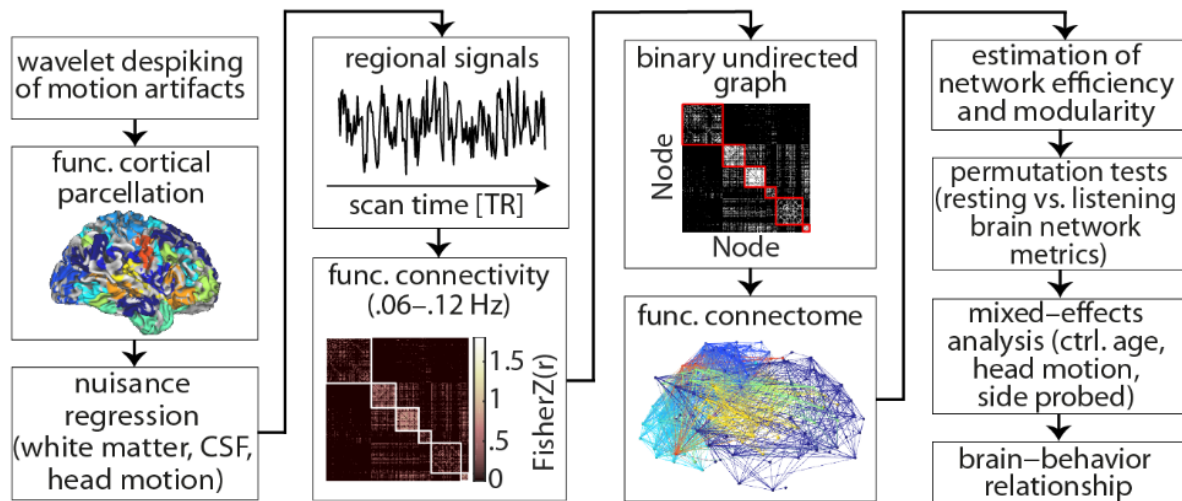 wavelet despiking
of motion artifacts
func. cortical
parcellation
nuisance
regression
(white matter, CSF,
head motion)
regional signals
scan time [TR]
func. connectivity
(.06–.12 Hz)
1.5
1
.5
0
FisherZ(r)
binary undirected
graph
Node
Node
func. connectome
estimation of
network efficiency
and modularity
permutation tests
(resting vs. listening
brain network
metrics)
mixed–effects
analysis (ctrl. age,
head motion,
side probed)
brain–behavior
relationship